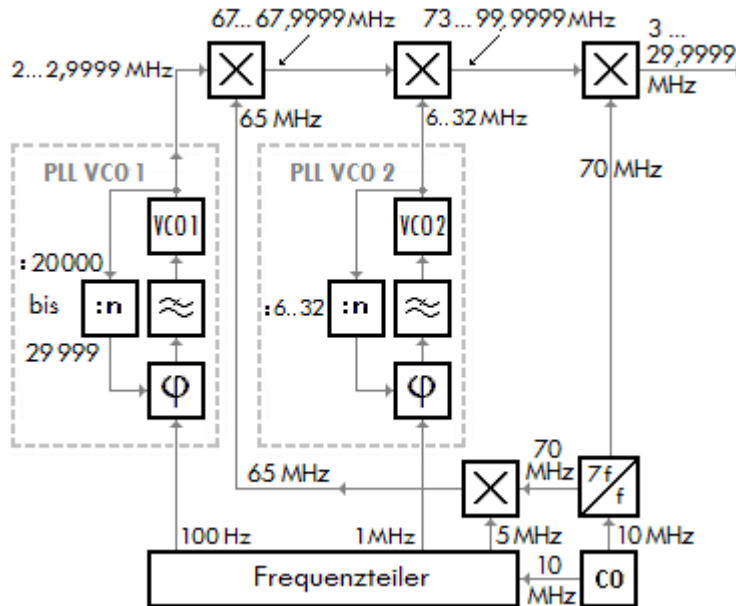 67... 67,9999 MHz
73... 99,9999 MHz
3 ...
29,9999
MHz
2...2,9999 MHz
65 MHz
6..32 MHz
70 MHz
PLL VCO 1
PLL VCO 2
VCO1
VCO2
:20000
bis
29 999
:n
:6..32
:n
φ
φ
65 MHz
70
MHz
7f
f
100 Hz
1 MHz
5 MHz
10 MHz
Frequenzteiler
10
MHz
CO